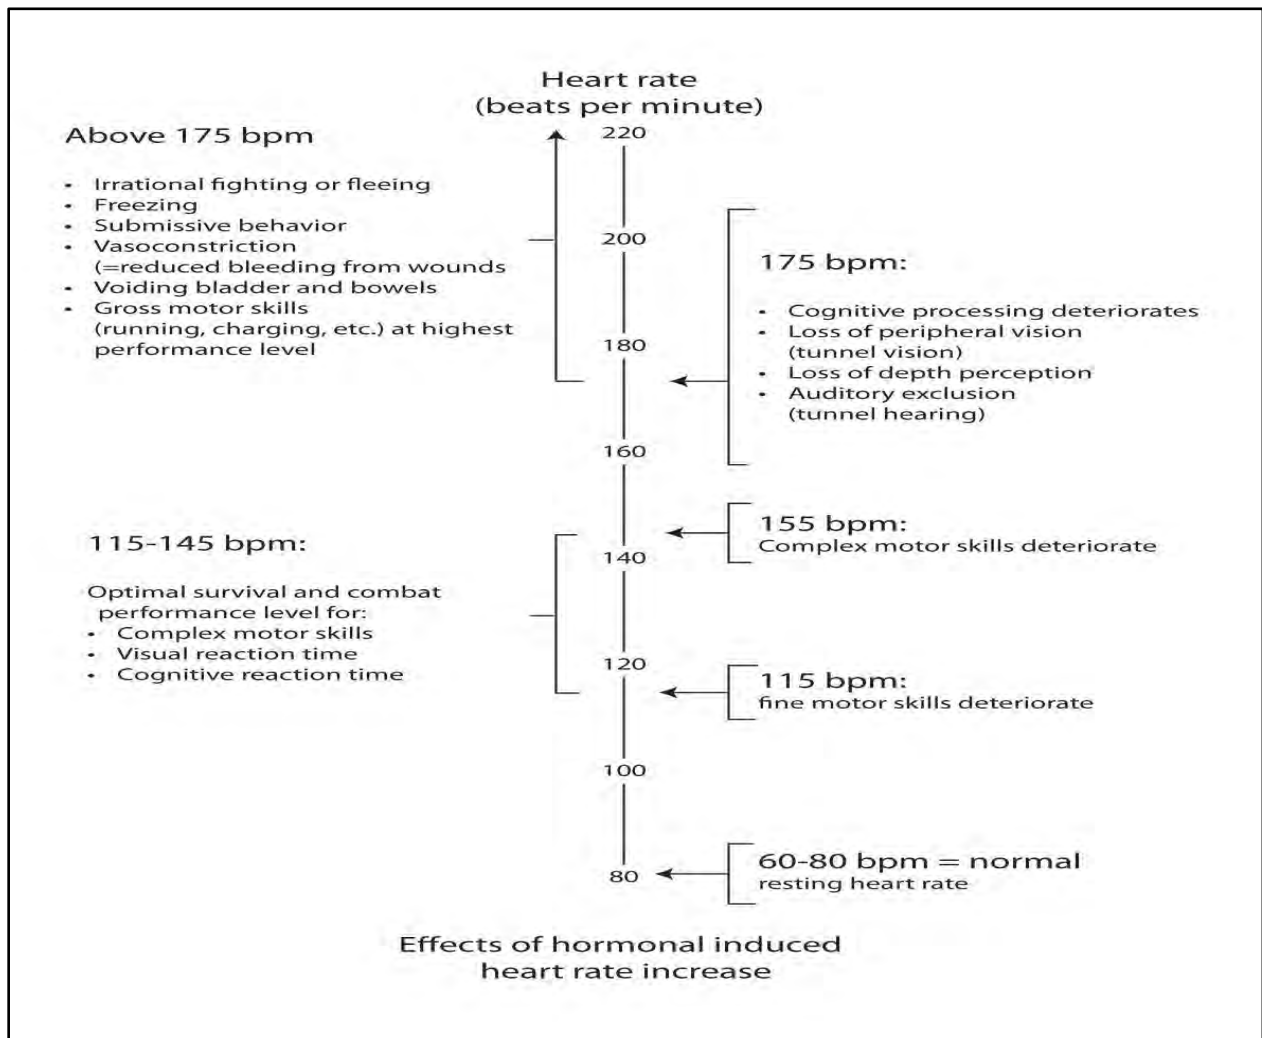 Heart rate
(beats per minute)
Above 175 bpm
• Irrational fighting or fleeing
• Freezing
• Submissive behavior
• Vasoconstriction
(=reduced bleeding from wounds
• Voiding bladder and bowels
• Gross motor skills
(running, charging, etc.) at highest
performance level
115-145 bpm:
Optimal survival and combat
performance level for:
• Complex motor skills
• Visual reaction time
• Cognitive reaction time
220
200
180
160
140
120
100
80
175 bpm:
• Cognitive processing deteriorates
• Loss of peripheral vision
(tunnel vision)
• Loss of depth perception
• Auditory exclusion
(tunnel hearing)
155 bpm:
Complex motor skills deteriorate
115 bpm:
fine motor skills deteriorate
60-80 bpm = normal
resting heart rate
Effects of hormonal induced
heart rate increase